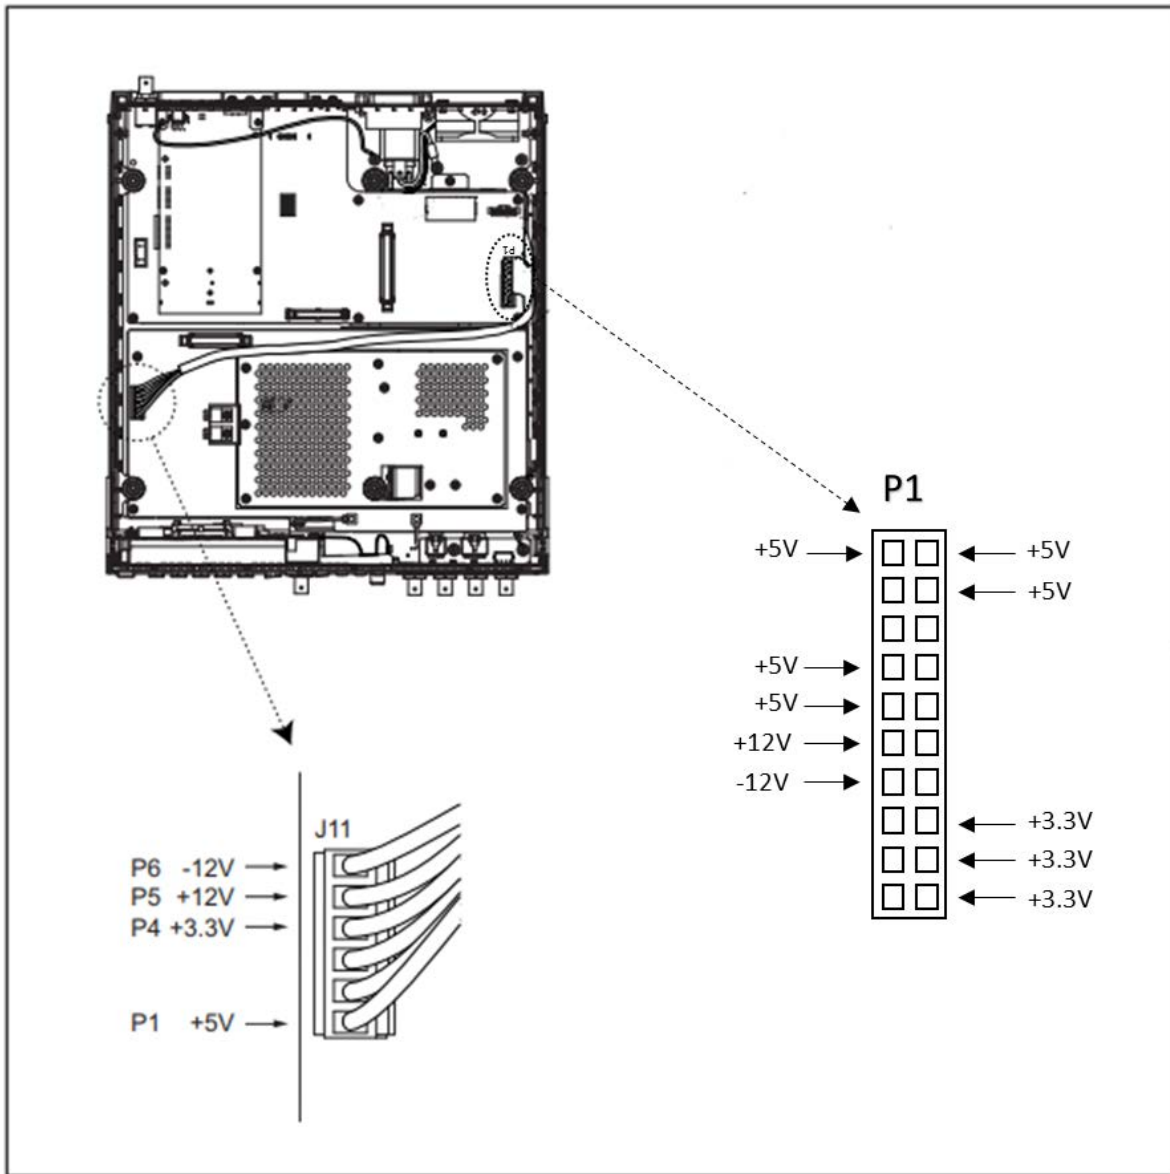 P1
P1
+5V +5V
+5V
+5V
+5V
+12V
-12V
+3.3V
+3.3V
+3.3V
J11
P6 -12V
P5 +12V
P4 +3.3V
P1 +5V